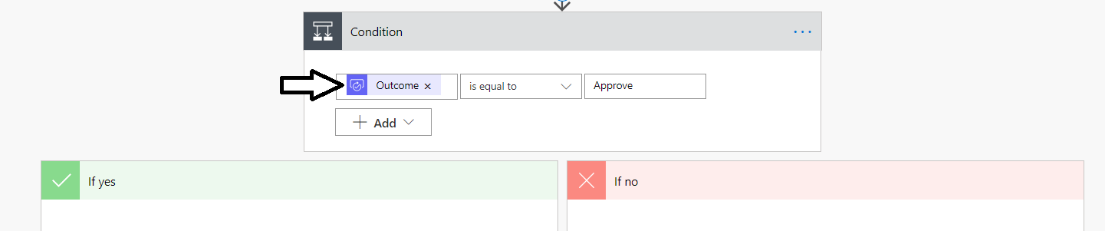 Condition
Outcome is equal to Approve
Add
If yes
If no